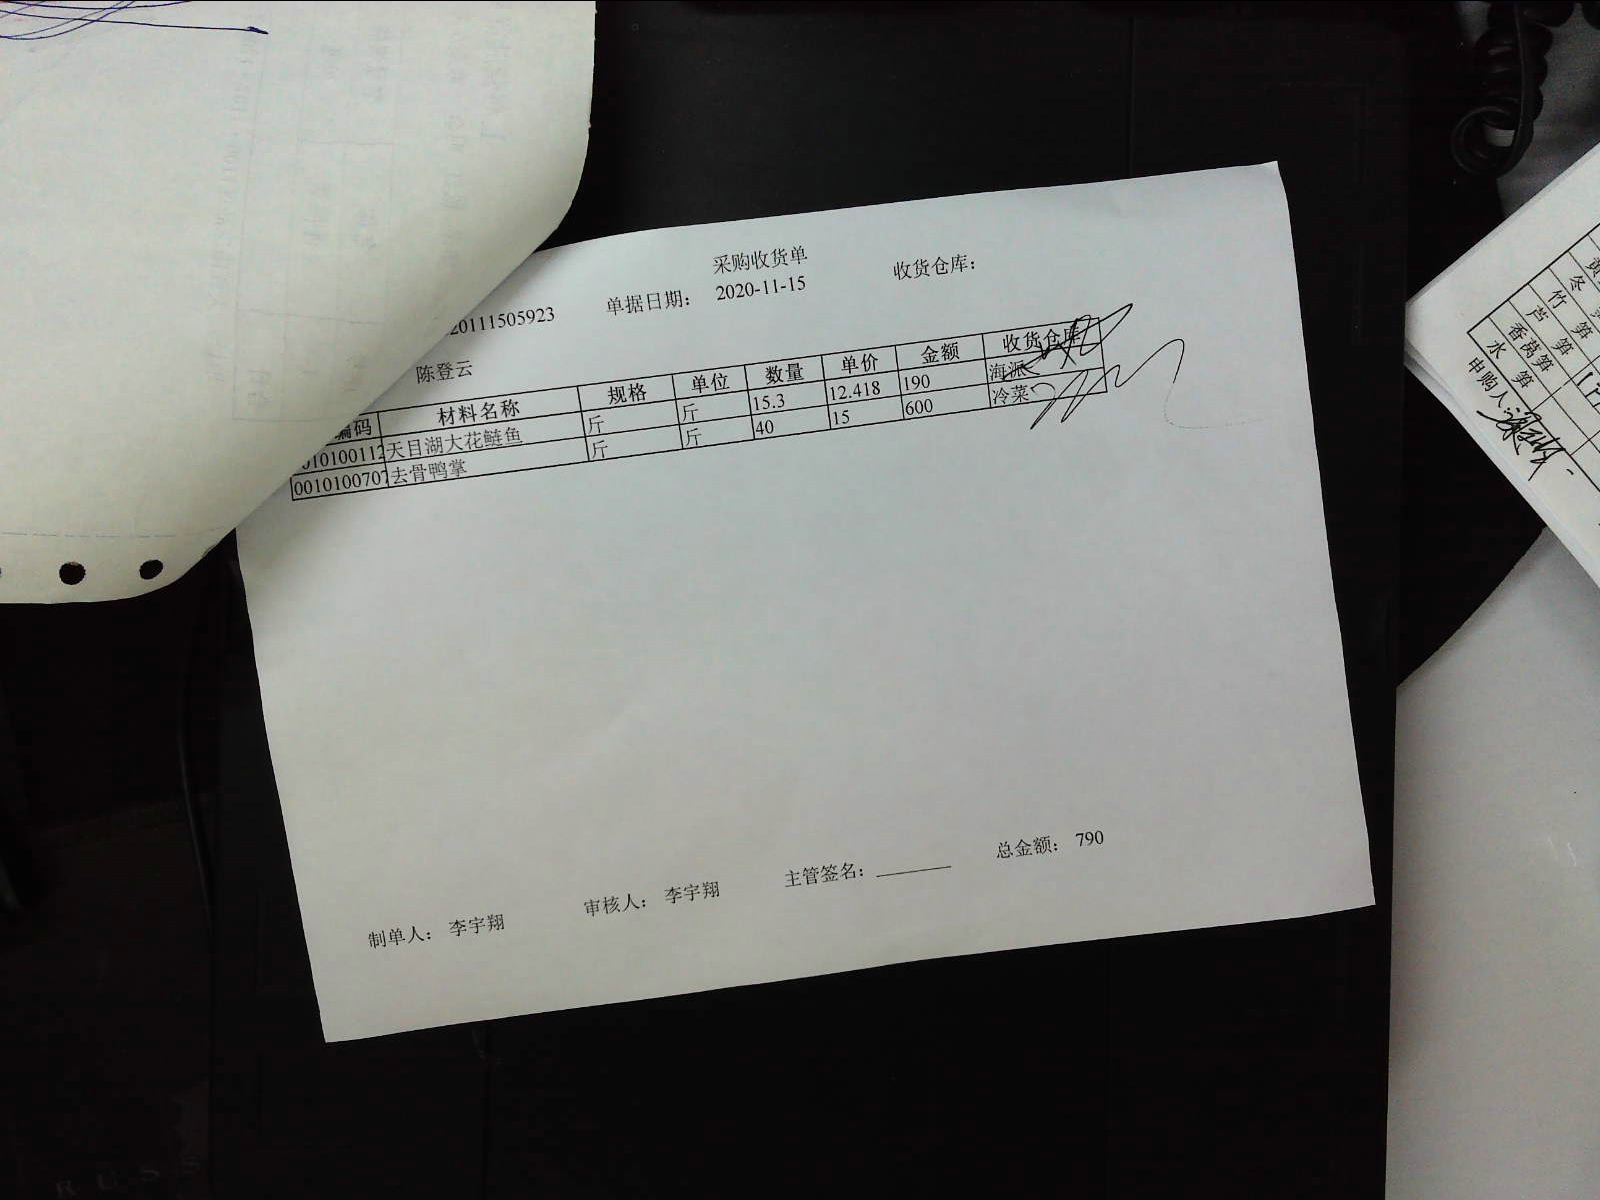 采购收货单
收货仓库：
20111505923 单据日期： 2020-11-15
陈登云
编码 材料名称 规格 单位 数量 单价 金额 收货仓库
010100112 天目湖大花鲢鱼 斤 斤 15.3 12.418 190 海派
0010100707 去骨鸭掌 斤 斤 40 15 600 冷菜
制单人： 李宇翔 审核人： 李宇翔 主管签名： 总金额： 790
冬
竹 笋
芦 笋
香莴笋
水 笋
申购人